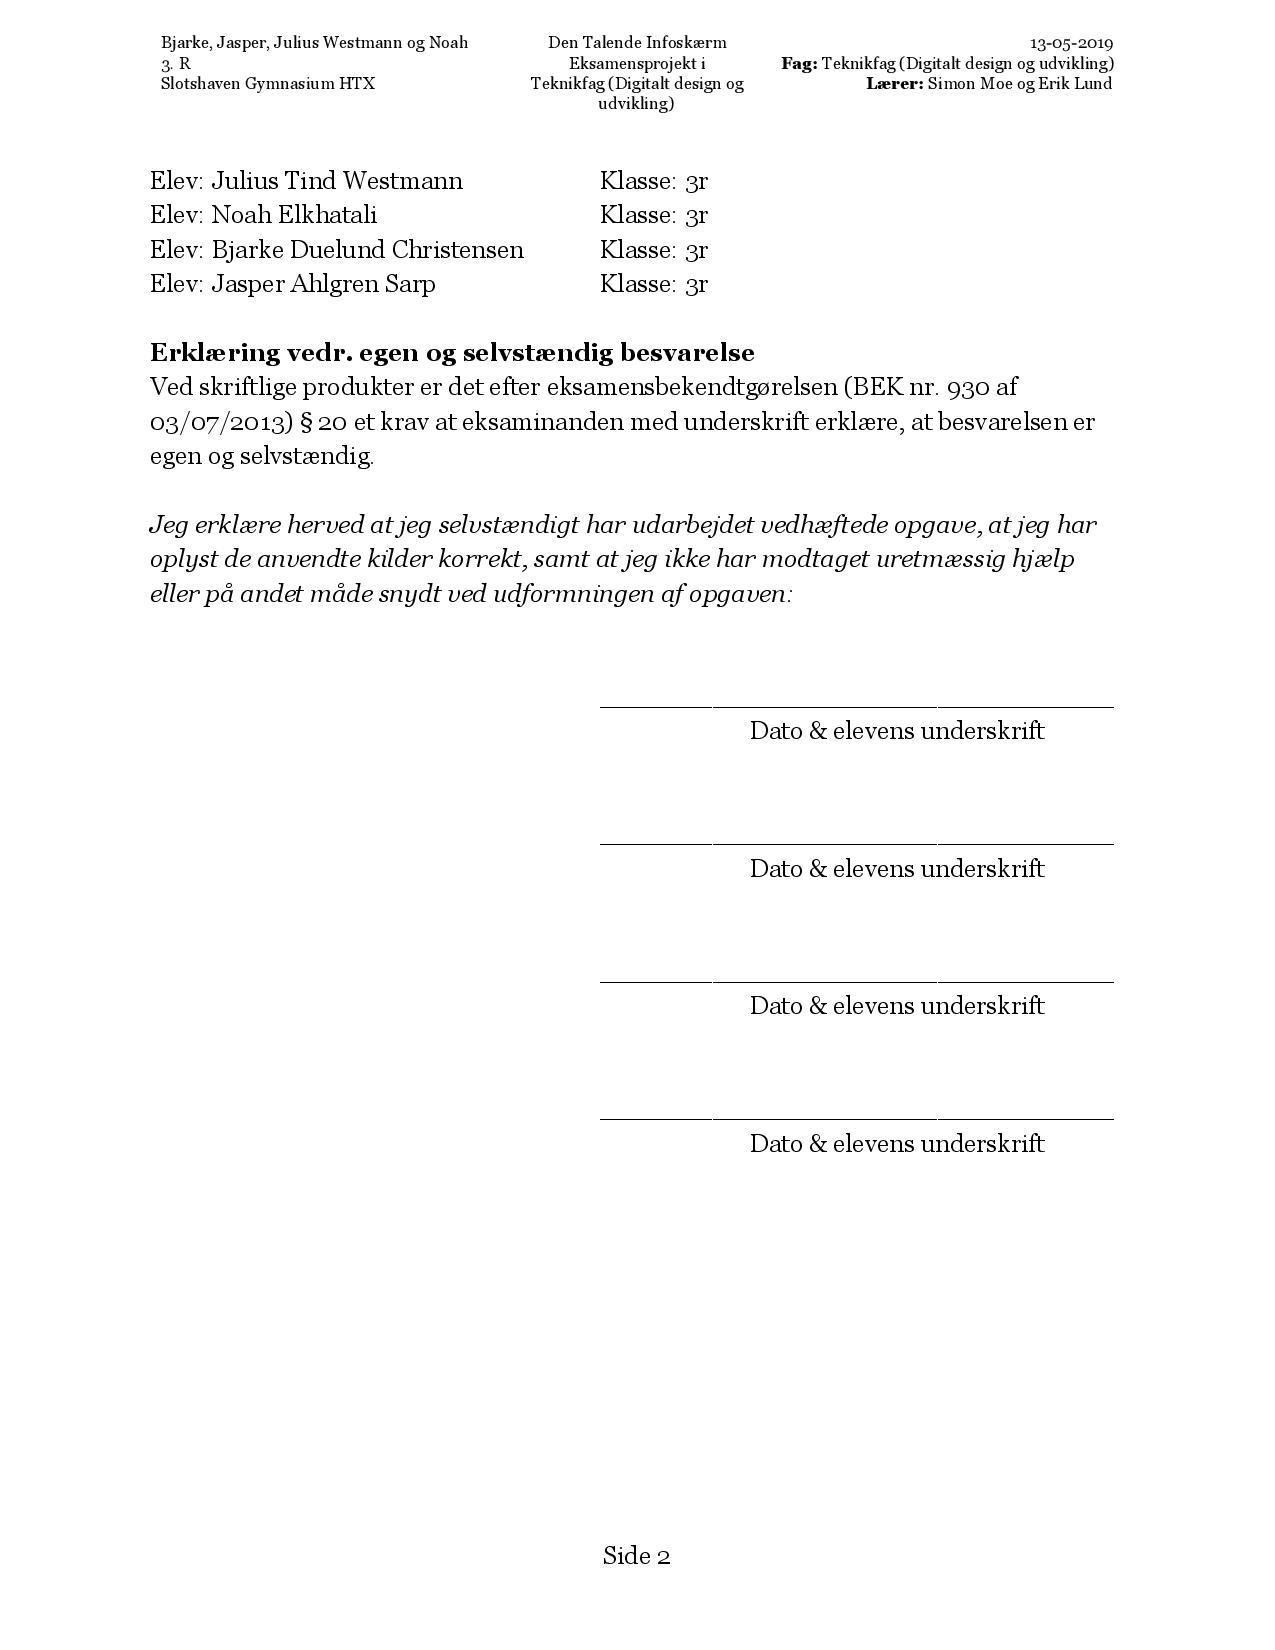 Bjarke, Jasper, Julius Westmann og Noah
3. R
Slotshaven Gymnasium HTX
Den Talende Infoskærm
Eksamensprojekt i
Teknikfag (Digitalt design og
udvikling)
13-05-2019
Fag: Teknikfag (Digitalt design og udvikling)
Lærer: Simon Moe og Erik Lund
Elev: Julius Tind Westmann Klasse: 3r
Elev: Noah Elkhatali Klasse: 3r
Elev: Bjarke Duelund Christensen Klasse: 3r
Elev: Jasper Ahlgren Sarp Klasse: 3r
Erklæring vedr. egen og selvstændig besvarelse
Ved skriftlige produkter er det efter eksamensbekendtgørelsen (BEK nr. 930 af
03/07/2013) § 20 et krav at eksaminanden med underskrift erklære, at besvarelsen er
egen og selvstændig.
Jeg erklære herved at jeg selvstændigt har udarbejdet vedhæftede opgave, at jeg har
oplyst de anvendte kilder korrekt, samt at jeg ikke har modtaget uretmæssig hjælp
eller på andet måde snydt ved udformningen af opgaven:
Dato & elevens underskrift
Dato & elevens underskrift
Dato & elevens underskrift
Dato & elevens underskrift
Side 2